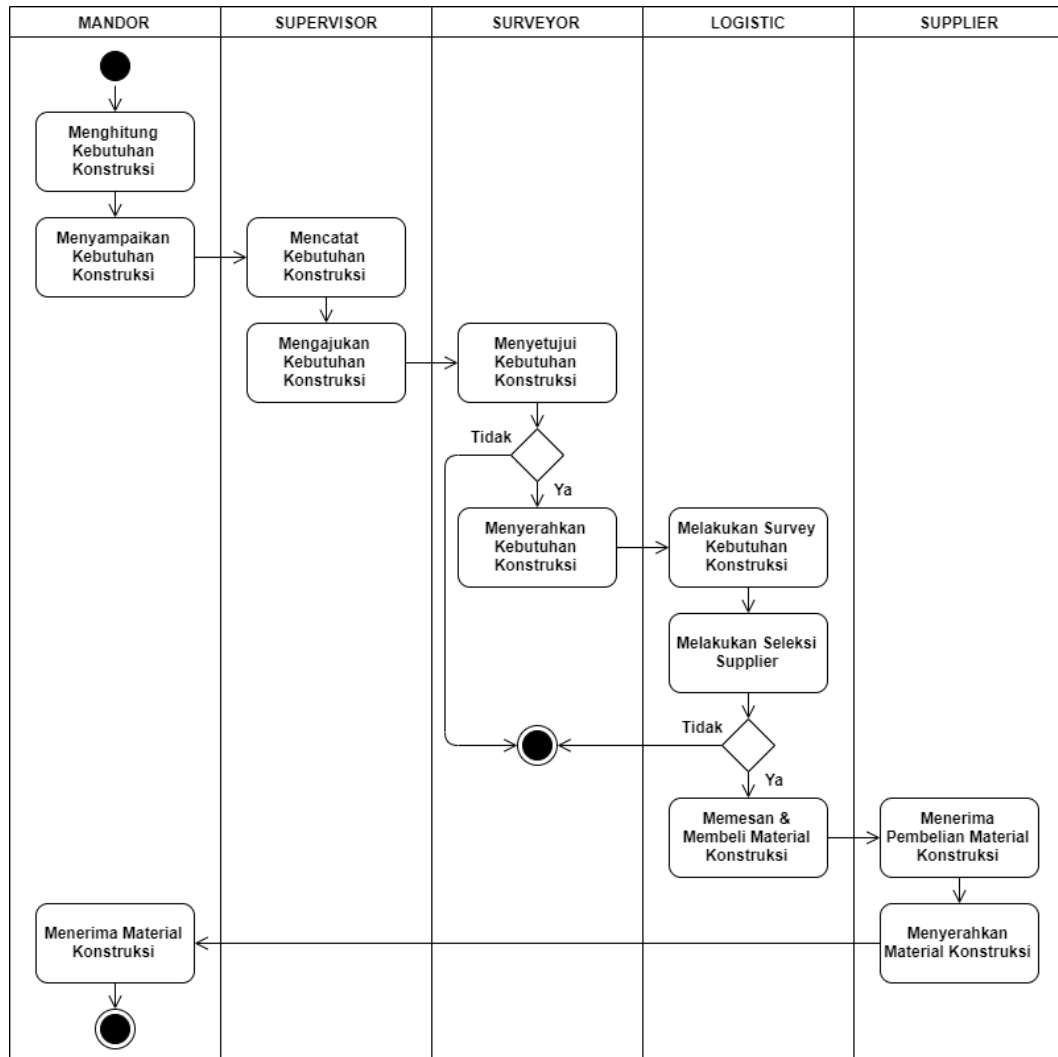 MANDOR
SUPERVISOR
SURVEYOR
LOGISTIC
SUPPLIER
Menghitung
Kebutuhan
Konstruksi
Menyampaikan
Kebutuhan
Konstruksi
Mencatat
Kebutuhan
Konstruksi
Mengajukan
Kebutuhan
Konstruksi
Menyetujui
Kebutuhan
Konstruksi
Tidak
Ya
Menyerahkan
Kebutuhan
Konstruksi
Melakukan Survey
Kebutuhan
Konstruksi
Melakukan Seleksi
Supplier
Tidak
Ya
Memesan &
Membeli Material
Konstruksi
Menerima
Pembelian Material
Konstruksi
Menyerahkan
Material Konstruksi
Menerima Material
Konstruksi